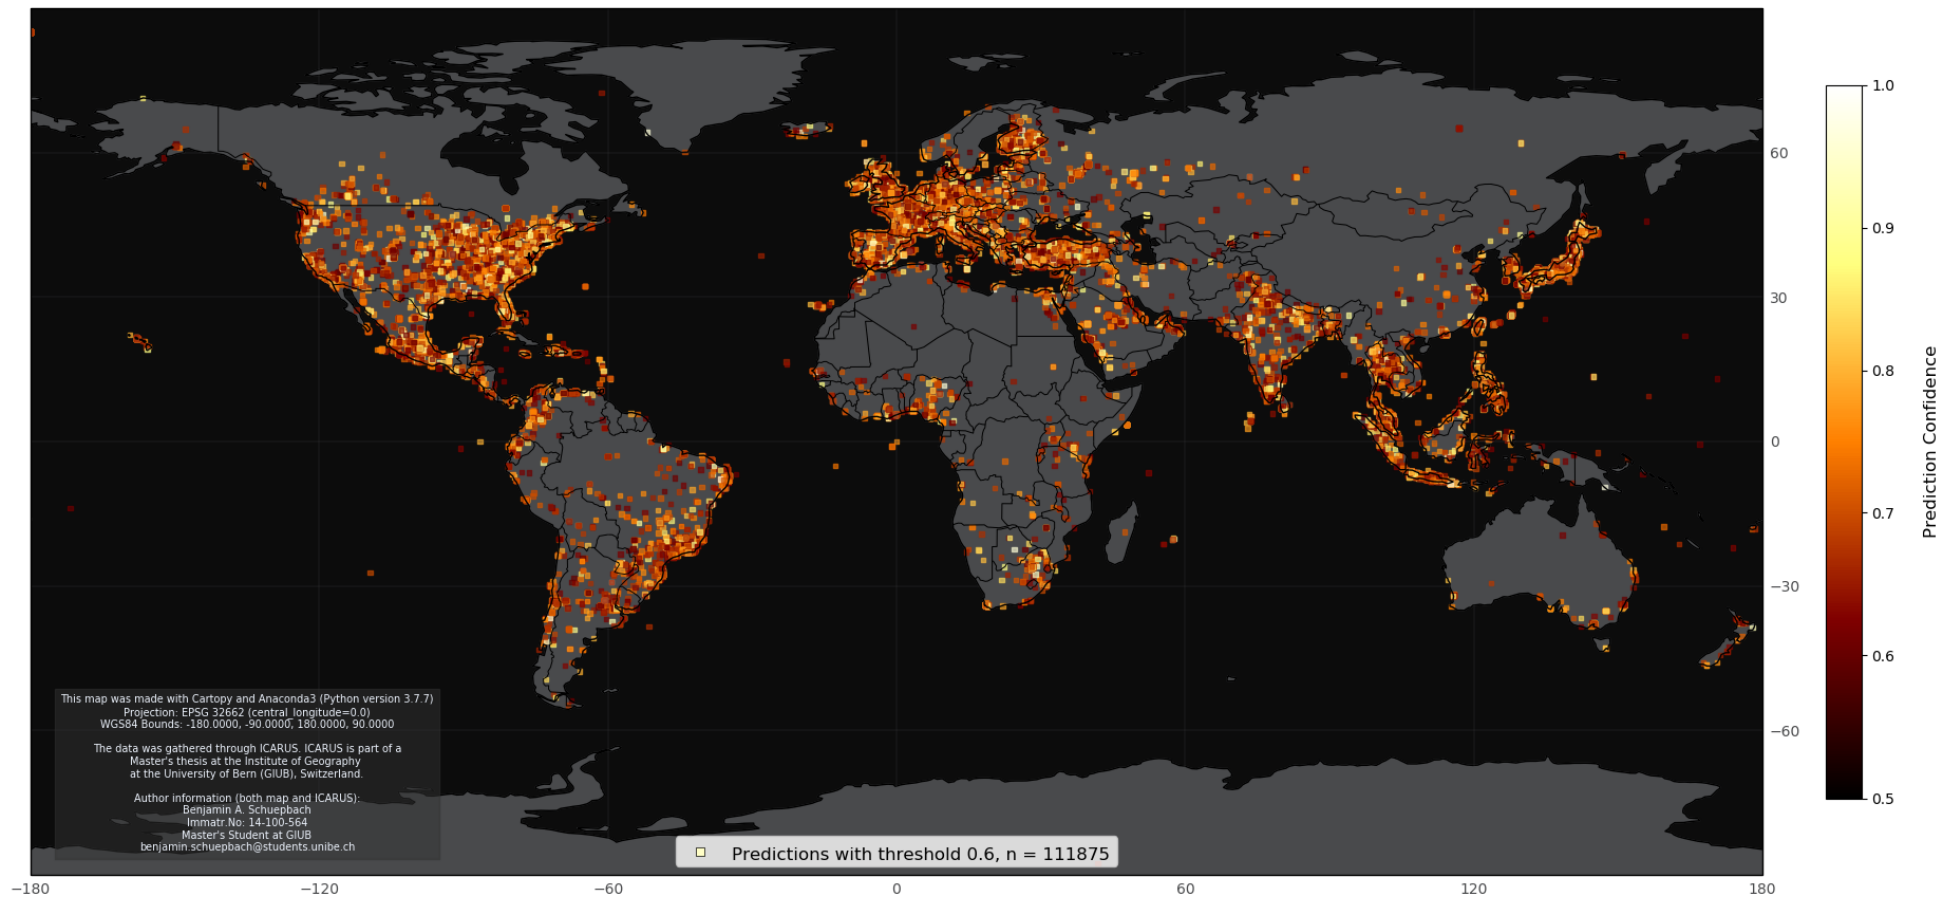 1.0
60
0.9
30
0.8
0
0.7
−30
0.6
−60
0.5
Prediction Confidence
This map was made with Cartopy and Anaconda3 (Python version 3.7.7)
Projection: EPSG 32662 (central_longitude=0.0)
WGS84 Bounds: -180.0000, -90.0000, 180.0000, 90.0000
The data was gathered through ICARUS. ICARUS is part of a
Master's thesis at the Institute of Geography
at the University of Bern (GIUB), Switzerland.
Author information (both map and ICARUS):
Benjamin A. Schuepbach
Immatr.No: 14-100-564
Master's Student at GIUB
benjamin.schuepbach@students.unibe.ch
Predictions with threshold 0.6, n = 111875
−180 −120 −60 0 60 120 180